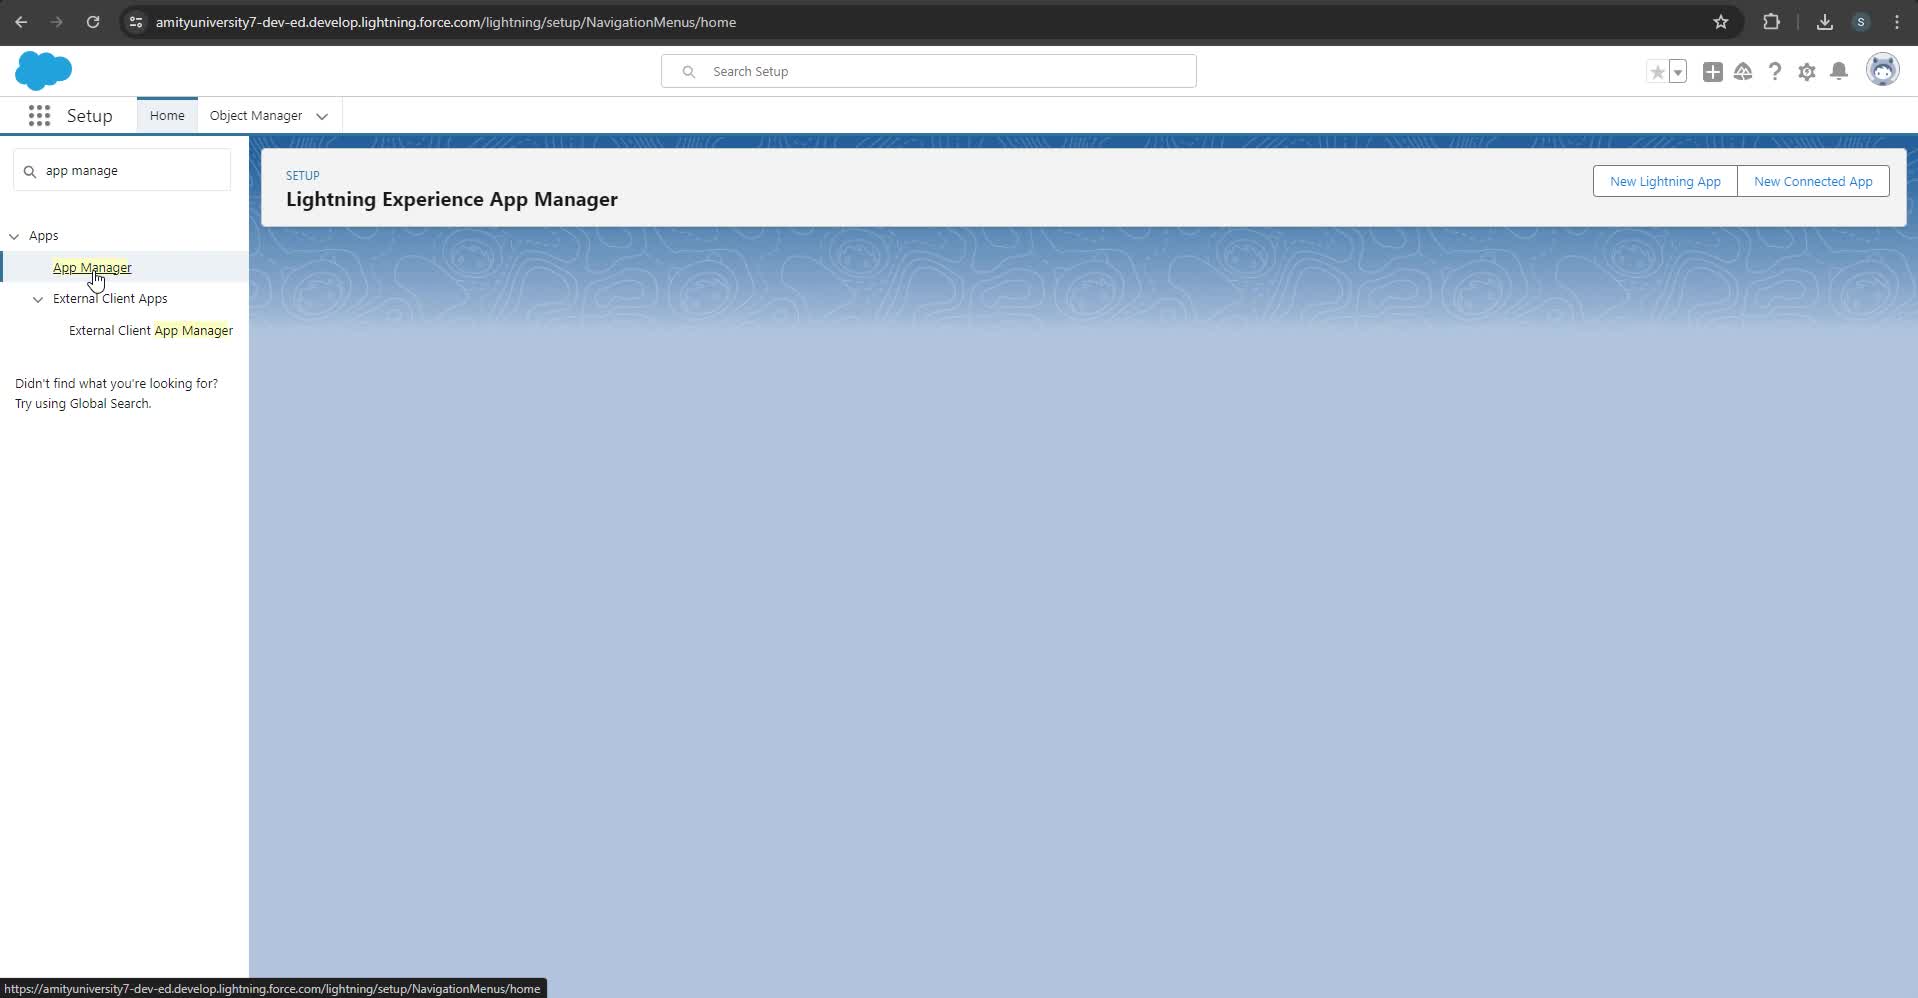 amityuniversity7-dev-ed.develop.lightning.force.com/lightning/setup/NavigationMenus/home
S
Search Setup
Setup
Home
Object Manager
app manage
SETUP
Lightning Experience App Manager
New Lightning App
New Connected App
Apps
App Manager
External Client Apps
External Client App Manager
Didn't find what you're looking for?
Try using Global Search.
https://amityuniversity7-dev-ed.develop.lightning.force.com/lightning/setup/NavigationMenus/home